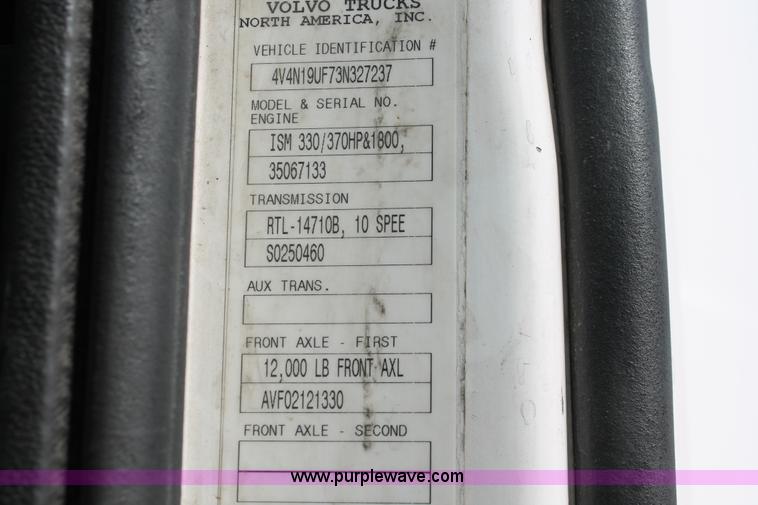 VOLVO TRUCKS
NORTH AMERICA, INC.
VEHICLE IDENTIFICATION #
4V4N19UF73N327237
MODEL & SERIAL NO.
ENGINE
ISM 330/370HP&1800,
35067133
TRANSMISSION
RTL-14710B, 10 SPEE
S0250460
AUX TRANS.
FRONT AXLE - FIRST
12,000 LB FRONT AXL
AVF02121330
FRONT AXLE - SECOND
www.purplewave.com